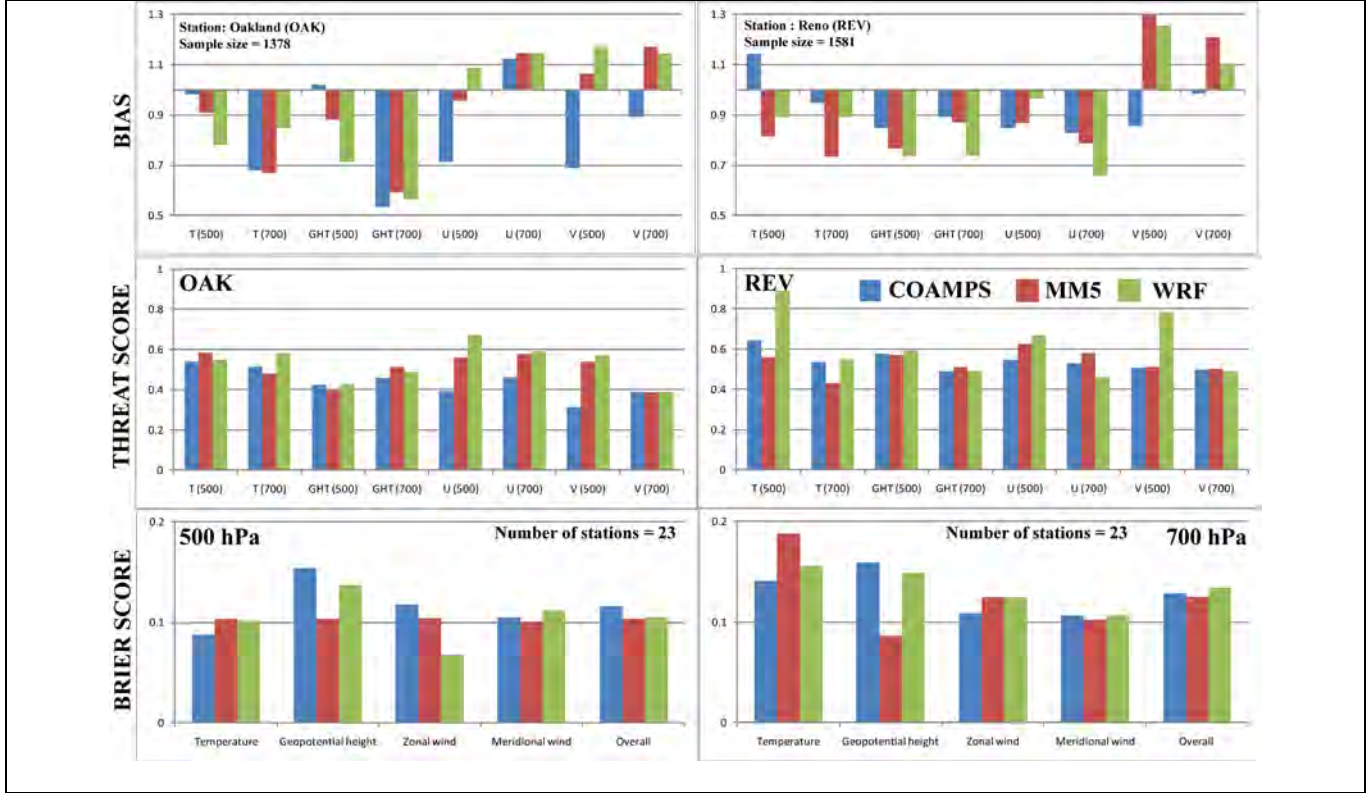 BIAS
Station: Oakland (OAK)
Sample size = 1378
1.3
1.1
0.9
0.7
0.5
T (500) T (700) GHT (500) GHT (700) U (500) U (700) V (500) V (700)
Station : Reno (REV)
Sample size = 1581
1.3
1.1
0.9
0.7
0.5
T (500) T (700) GHT (500) GHT (700) U (500) U (700) V (500) V (700)
THREAT SCORE
OAK
1
0.8
0.6
0.4
0.2
0
T (500) T (700) GHT (500) GHT (700) U (500) U (700) V (500) V (700)
REV COAMPS MM5 WRF
1
0.8
0.6
0.4
0.2
0
T (500) T (700) GHT (500) GHT (700) U (500) U (700) V (500) V (700)
BRIER SCORE
500 hPa Number of stations = 23
0.2
0.1
0
Temperature Geopotential height Zonal wind Meridional wind Overall
Number of stations = 23 700 hPa
0.2
0.1
0
Temperature Geopotential height Zonal wind Meridional wind Overall